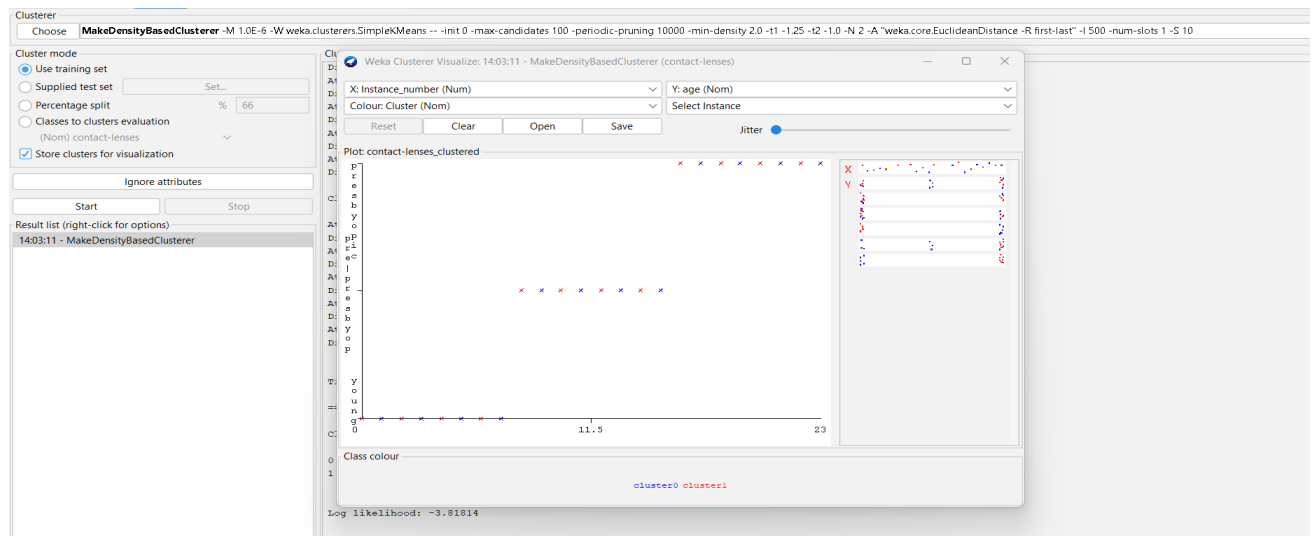 Clusterer
Choose MakeDensityBasedClusterer -M 1.0E-6 -W weka.clusterers.SimpleKMeans -- -init 0 -max-candidates 100 -periodic-pruning 10000 -min-density 2.0 -t1 -1.25 -t2 -1.0 -N 2 -A "weka.core.EuclideanDistance -R first-last" -I 500 -num-slots 1 -S 10
Cluster mode
Use training set
Supplied test set Set...
Percentage split % 66
Classes to clusters evaluation
(Nom) contact-lenses
Store clusters for visualization
Ignore attributes
Start Stop
Result list (right-click for options)
14:03:11 - MakeDensityBasedClusterer
Weka Clusterer Visualize: 14:03:11 - MakeDensityBasedClusterer (contact-lenses)
X: Instance_number (Num) Y: age (Nom)
Colour: Cluster (Nom) Select Instance
Reset Clear Open Save Jitter
Plot: contact-lenses_clustered
presbyopic
pre-presbyop
young
0 11.5 23
X
Y
Class colour
cluster0 cluster1
0
1
Log likelihood: -3.81814